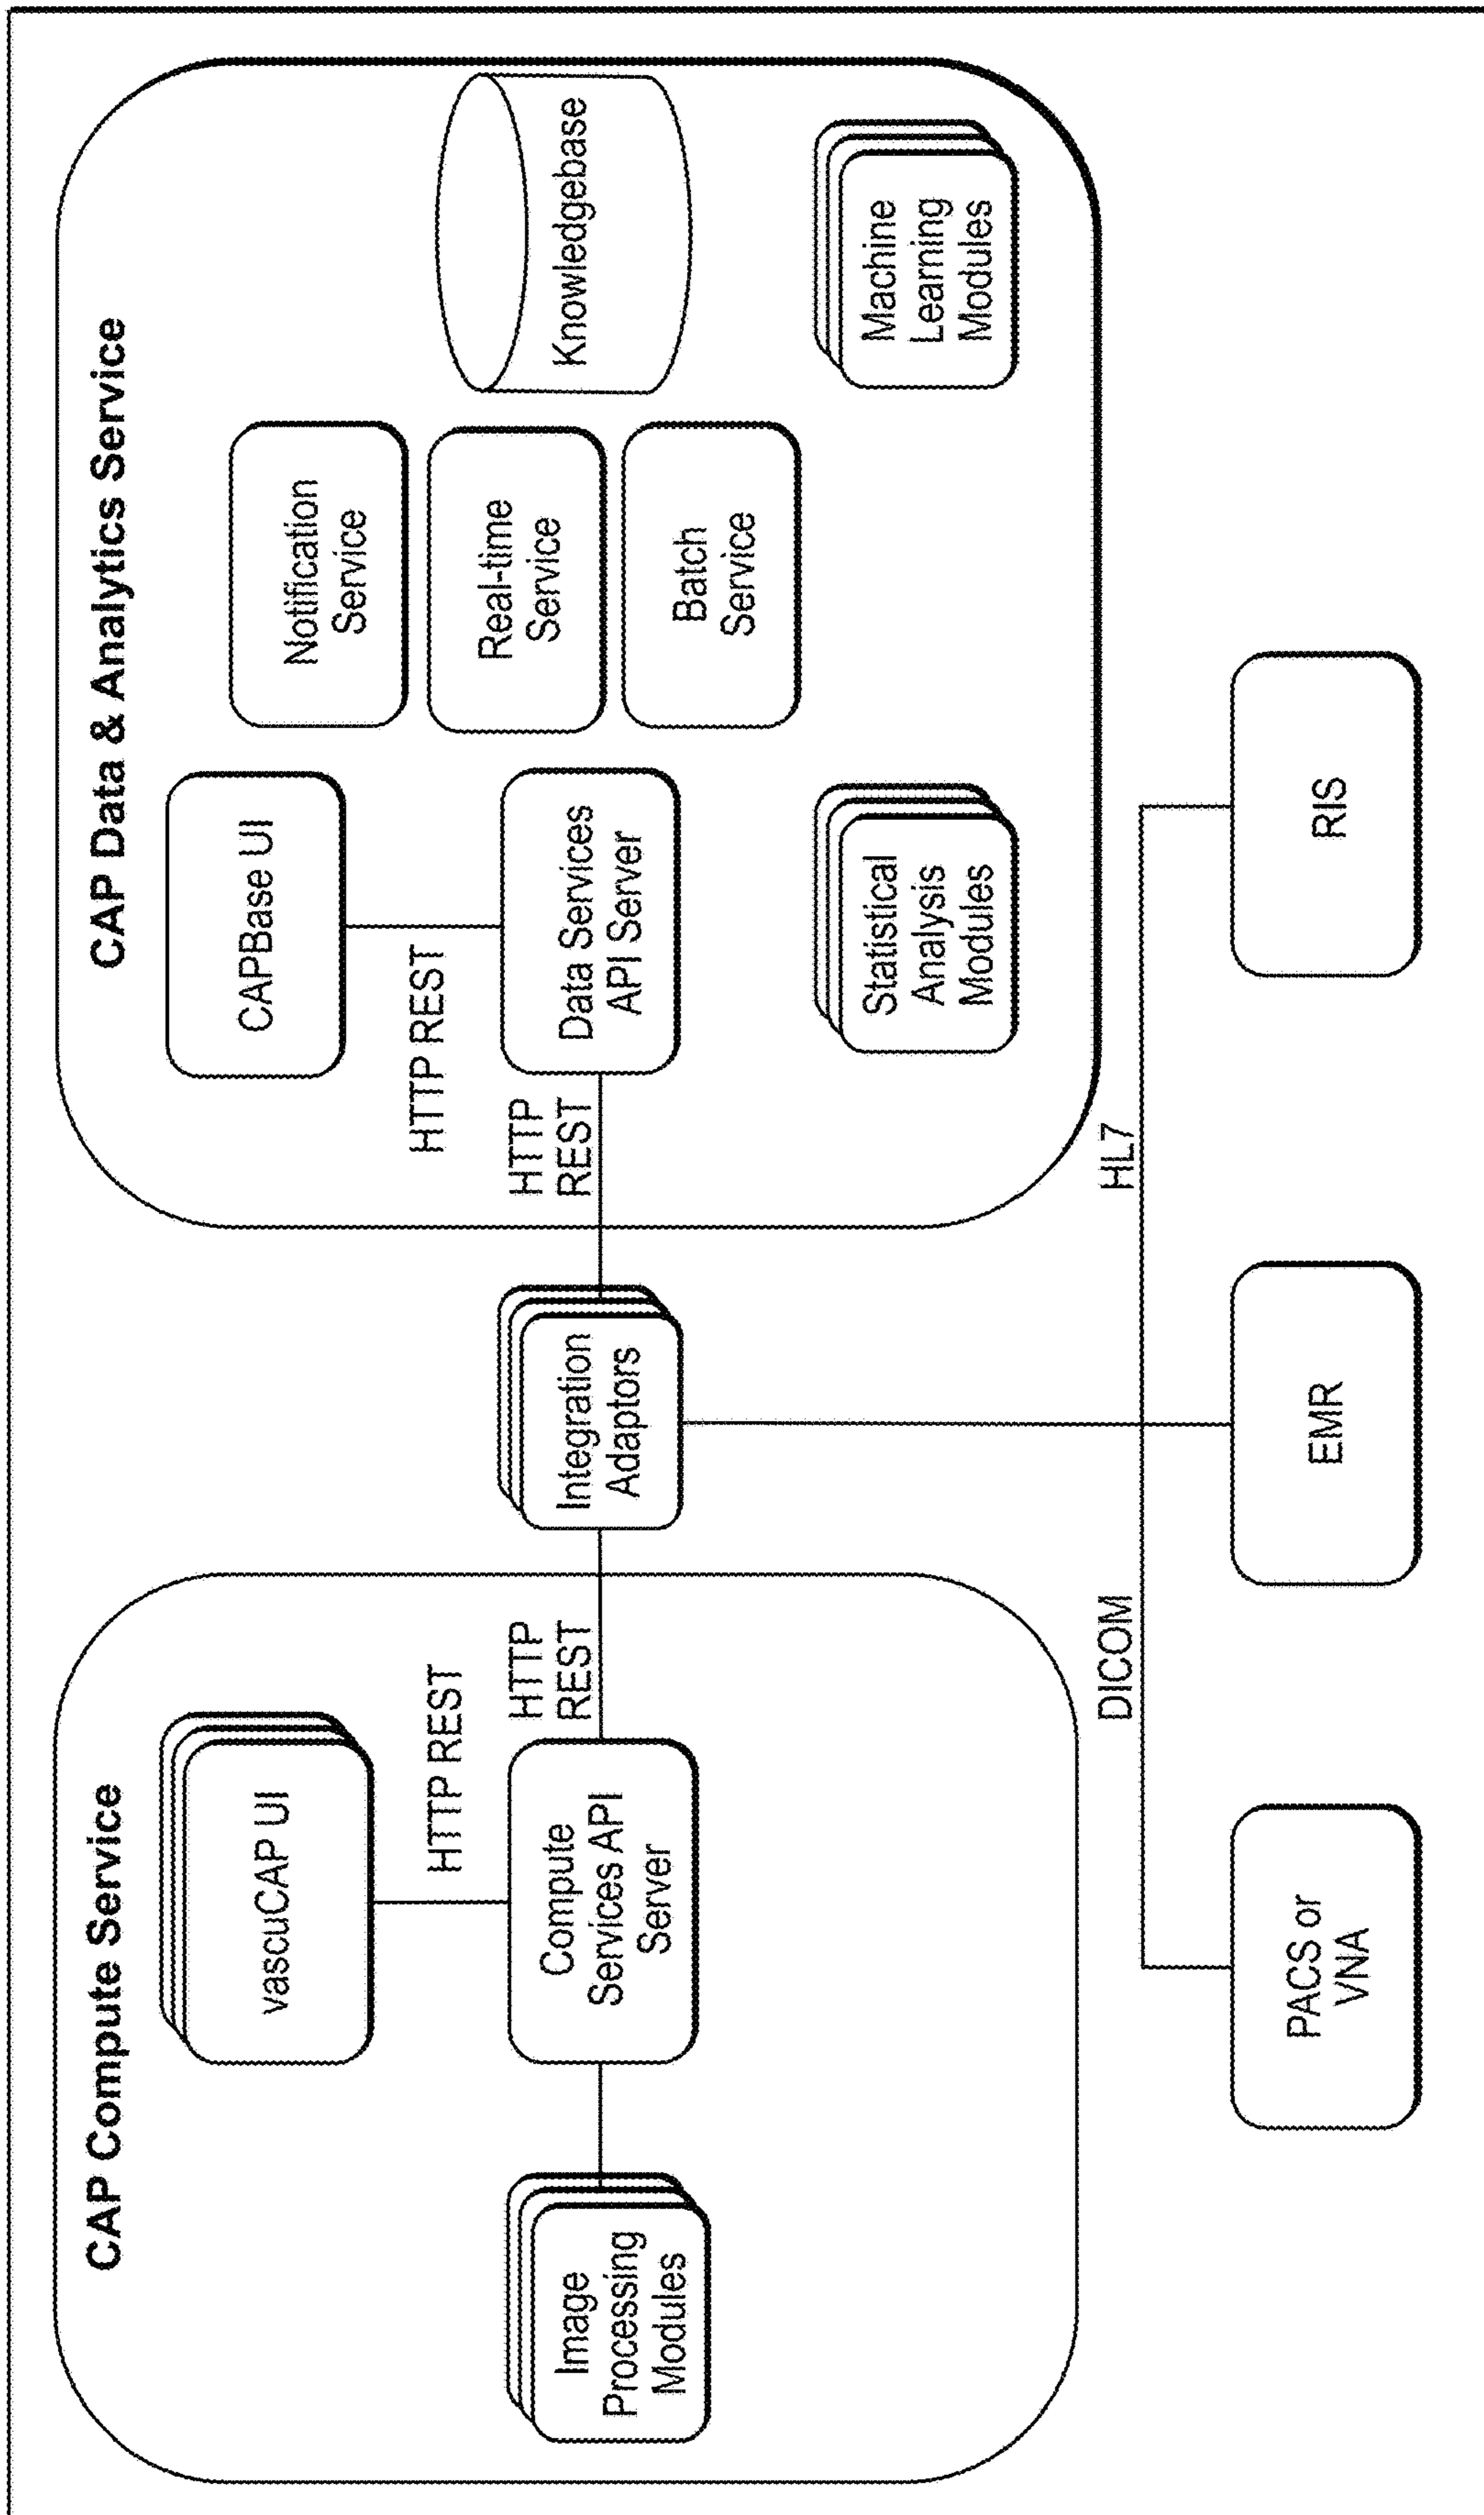 CAP Compute Service
vascuCAP UI
HTTP REST
Image
Processing
Modules
Compute
Services API
Server
HTTP
REST
Integration
Adaptors
CAP Data & Analytics Service
CAPBase UI
HTTP REST
HTTP
REST
Data Services
API Server
Notification
Service
Real-time
Service
Batch
Service
Knowledgebase
Statistical
Analysis
Modules
Machine
Learning
Modules
DICOM
HL7
PACS or
VNA
EMR
RIS